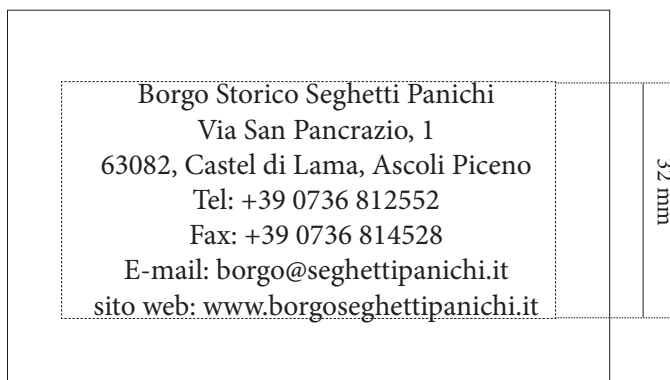 Borgo Storico Seghetti Panichi
Via San Pancrazio, 1
63082, Castel di Lama, Ascoli Piceno
Tel: +39 0736 812552
Fax: +39 0736 814528
E-mail: borgo@seghettipanichi.it
sito web: www.borgoseghettipanichi.it
32 mm